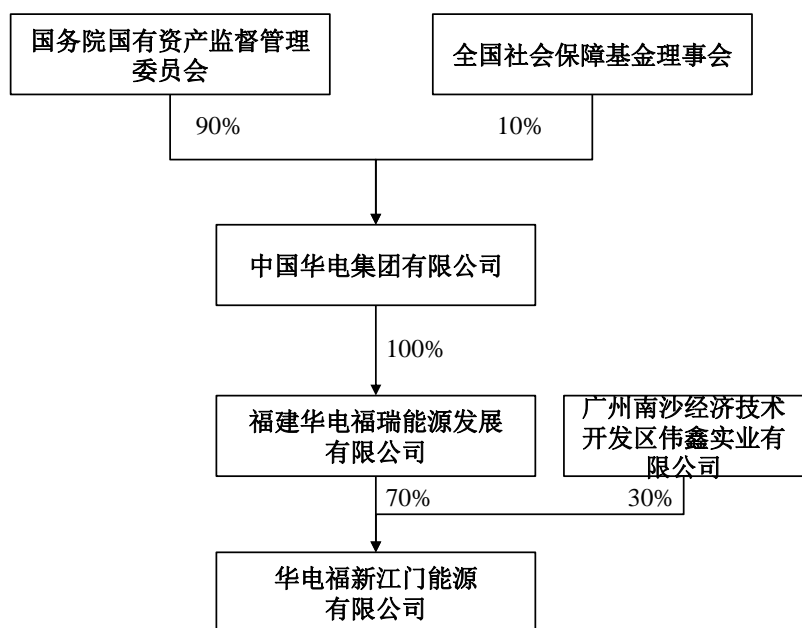 国务院国有资产监督管理
委员会
全国社会保障基金理事会
90%
10%
中国华电集团有限公司
100%
福建华电福瑞能源发展
有限公司
广州南沙经济技术
开发区伟鑫实业有
限公司
70%
30%
华电福新江门能源
有限公司